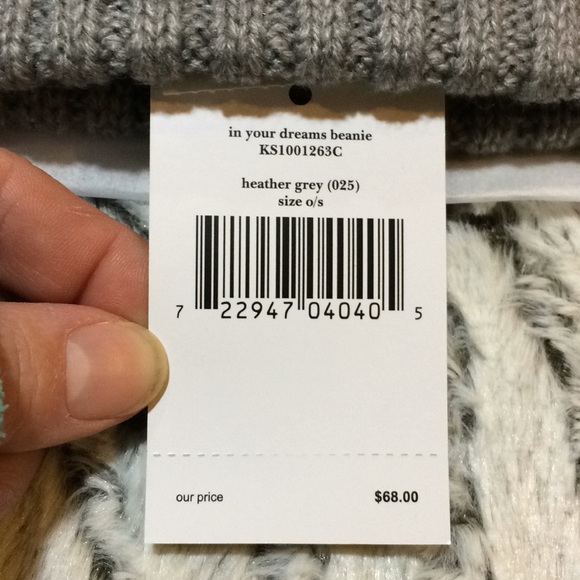 in your dreams beanie
KS1001263C
heather grey (025)
size o/s
7 22947 04040 5
our price $68.00